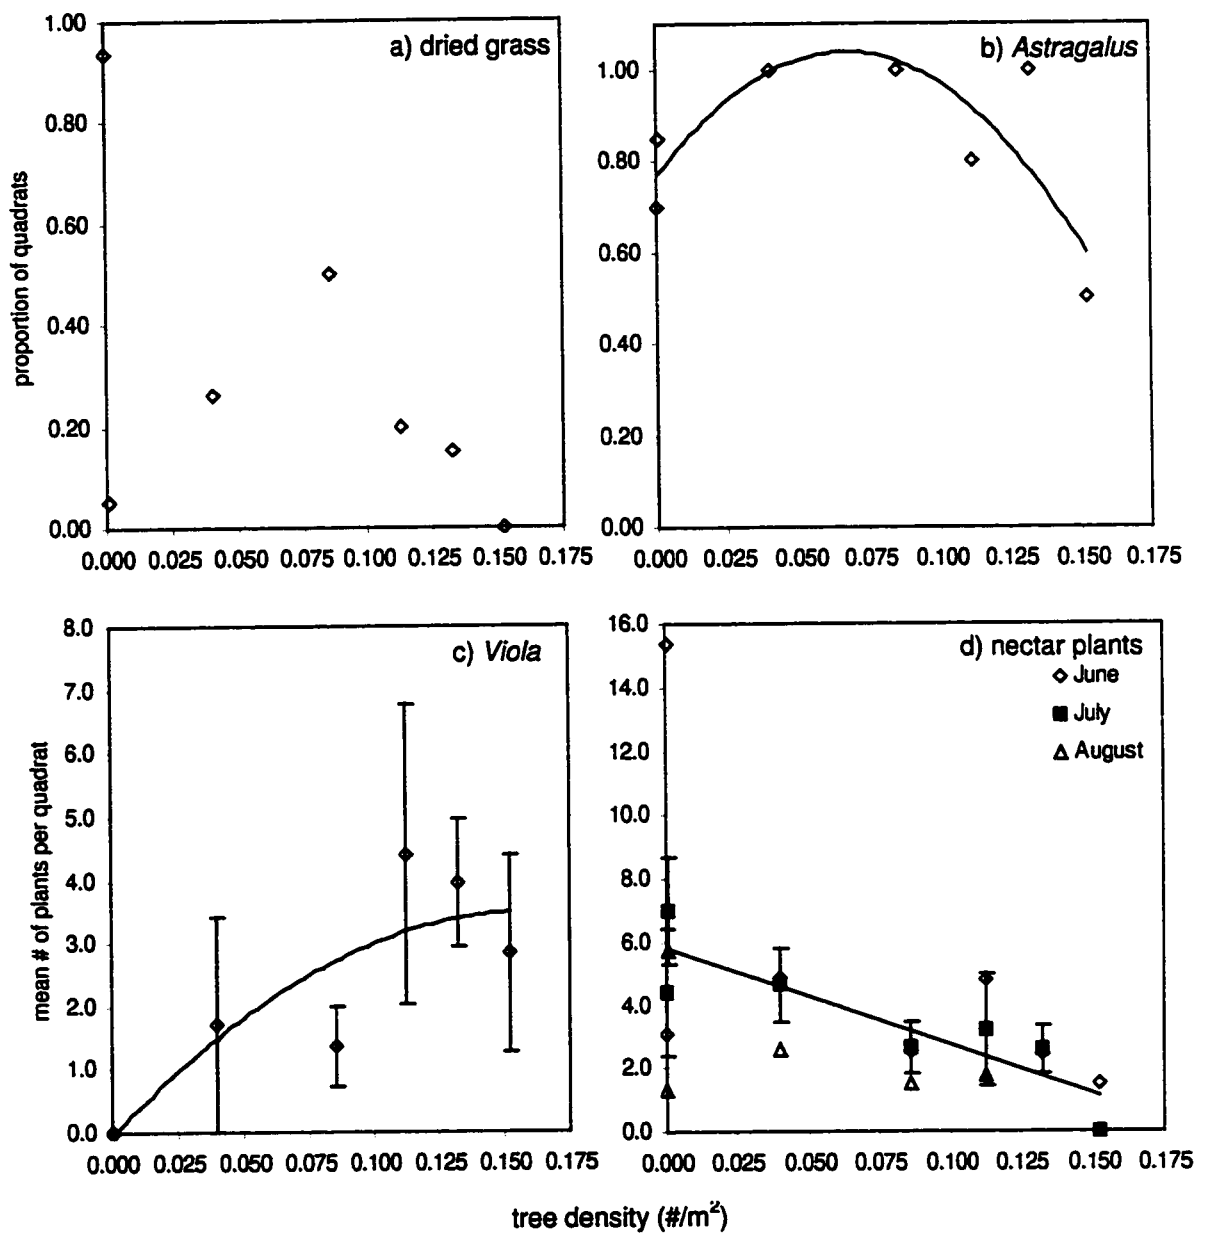 a) dried grass
1.00
0.80
0.60
0.40
0.20
0.00
0.000 0.025 0.050 0.075 0.100 0.125 0.150 0.175
proportion of quadrats
b) Astragalus
1.00
0.80
0.60
0.40
0.20
0.00
0.000 0.025 0.050 0.075 0.100 0.125 0.150 0.175
c) Viola
8.0
7.0
6.0
5.0
4.0
3.0
2.0
1.0
0.0
0.000 0.025 0.050 0.075 0.100 0.125 0.150 0.175
mean # of plants per quadrat
d) nectar plants
June
July
August
16.0
14.0
12.0
10.0
8.0
6.0
4.0
2.0
0.0
0.000 0.025 0.050 0.075 0.100 0.125 0.150 0.175
tree density (#/m²)